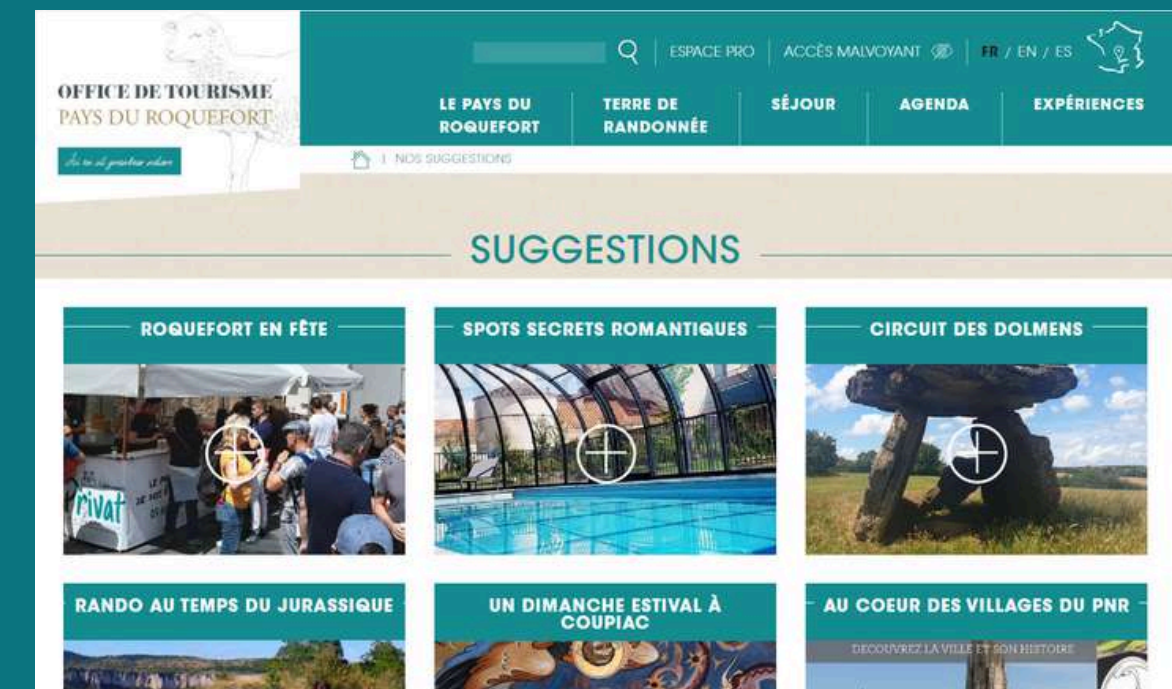 ESPACE PRO | ACCÈS MALVOYANT | FR / EN / ES
OFFICE DE TOURISME
PAYS DU ROQUEFORT
LE PAYS DU
ROQUEFORT
TERRE DE
RANDONNÉE
SÉJOUR
AGENDA
EXPÉRIENCES
| NOS SUGGESTIONS
SUGGESTIONS
ROQUEFORT EN FÊTE
SPOTS SECRETS ROMANTIQUES
CIRCUIT DES DOLMENS
rivat
RANDO AU TEMPS DU JURASSIQUE
UN DIMANCHE ESTIVAL À
COUPIAC
AU COEUR DES VILLAGES DU PNR
DECOUVREZ LA VILLE ET SON HISTOIRE